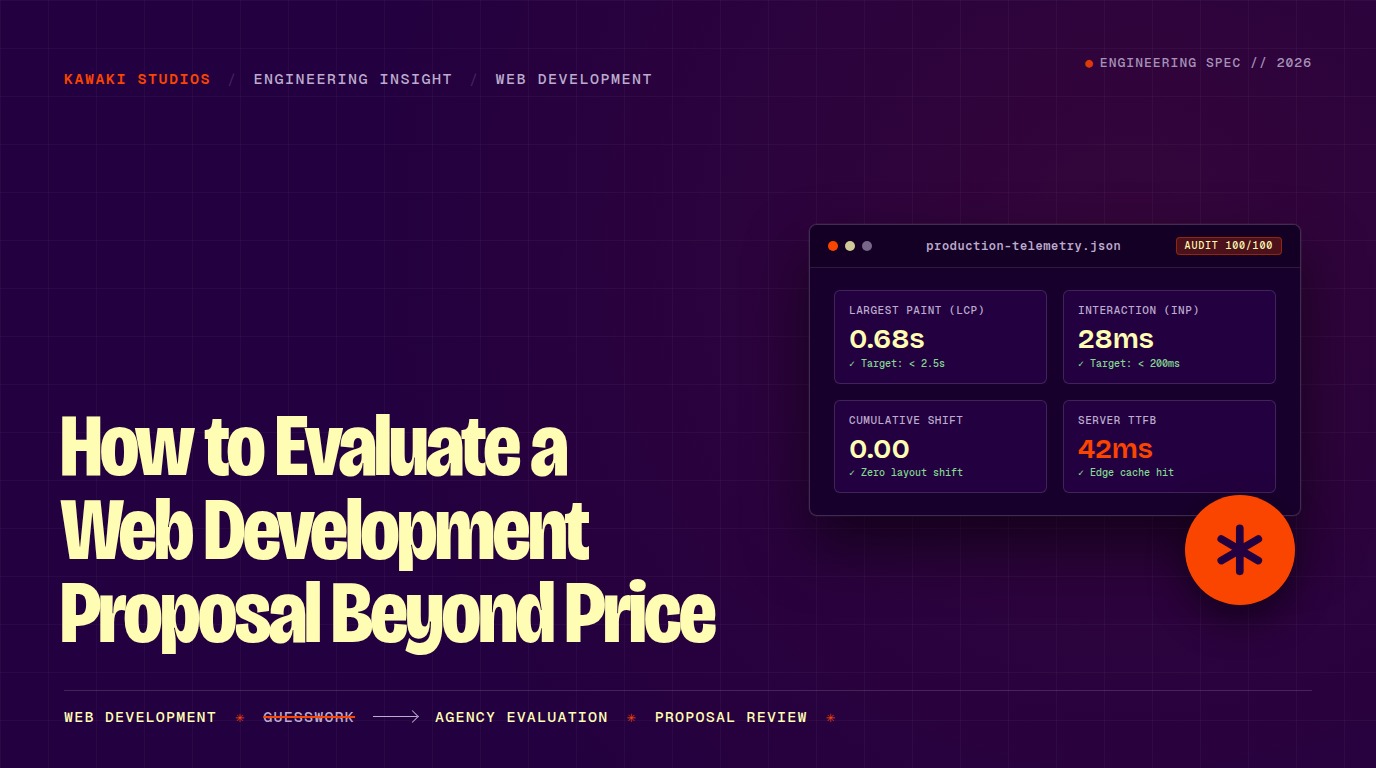 KAWAKI STUDIOS / ENGINEERING INSIGHT / WEB DEVELOPMENT
ENGINEERING SPEC // 2026
production-telemetry.json
AUDIT 100/100
LARGEST PAINT (LCP)
0.68s
✓ Target: < 2.5s
INTERACTION (INP)
28ms
✓ Target: < 200ms
CUMULATIVE SHIFT
0.00
✓ Zero layout shift
SERVER TTFB
42ms
✓ Edge cache hit
How to Evaluate a
Web Development
Proposal Beyond Price
WEB DEVELOPMENT * GUESSWORK → AGENCY EVALUATION * PROPOSAL REVIEW *